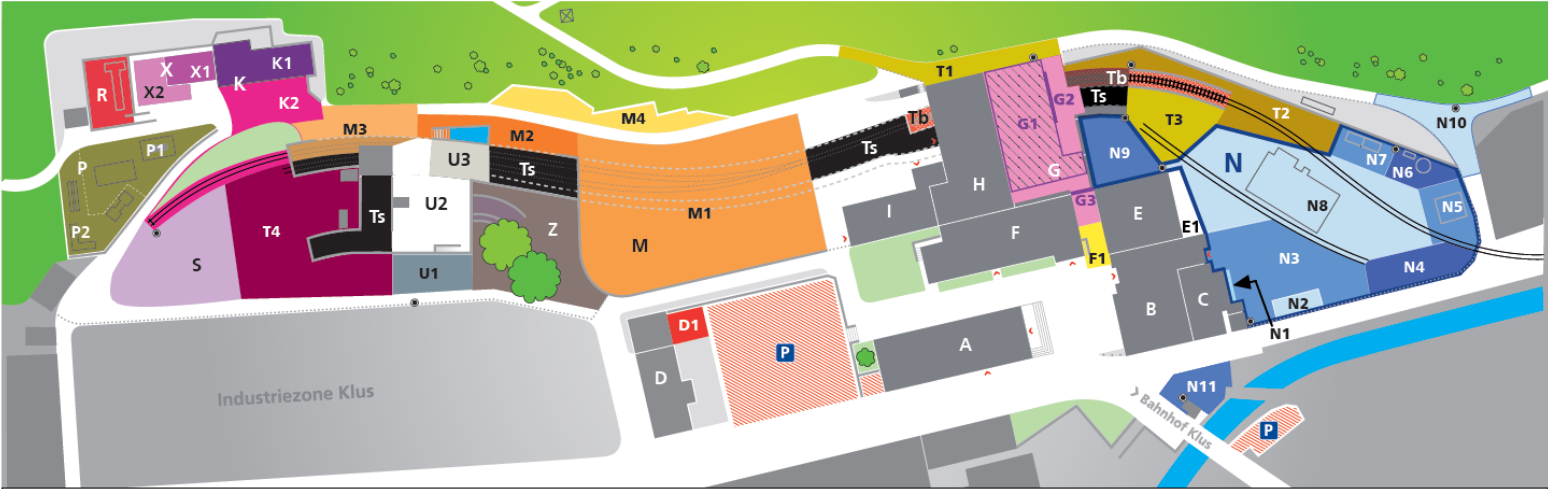 R
X
X1
X2
K
K1
K2
P
P1
P2
M3
M2
M4
U3
Ts
T1
Tb
Ts
Tb
Ts
G2
G1
G
G3
T3
T2
N10
N9
N
N7
N6
N5
N8
H
I
F
E
E1
F1
Ts
U2
Z
M1
M
S
T4
U1
N3
N4
N2
N1
B
C
A
D1
D
P
Industriezone Klus
N11
Bahnhof Klus
P